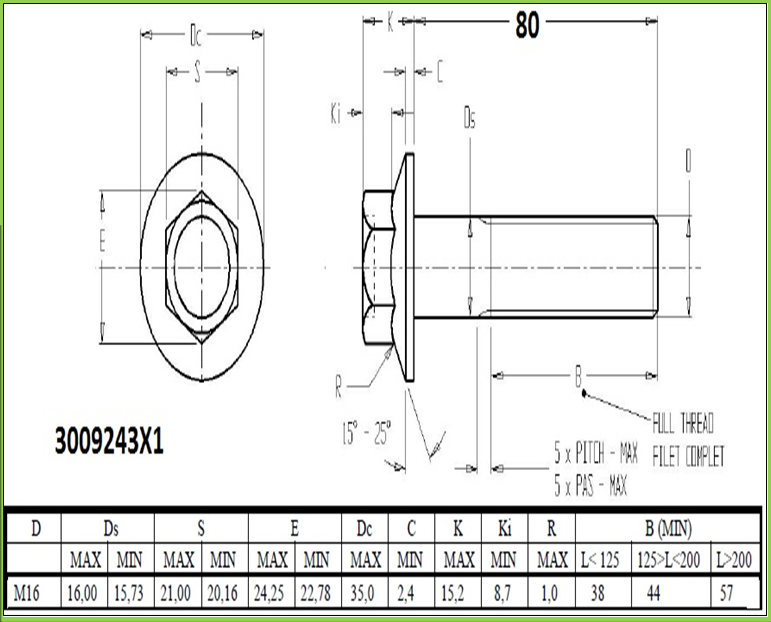 K
80
Dc
S
C
Ki
Ds
D
E
B
R
15° - 25°
FULL THREAD
FILET COMPLET
5 x PITCH - MAX
5 x PAS - MAX
3009243X1
D Ds S E Dc C K Ki R B (MIN)
MAX MIN MAX MIN MAX MIN MAX MIN MAX MIN MAX L< 125 125>L<200 L>200
M16 16,00 15,73 21,00 20,16 24,25 22,78 35,0 2,4 15,2 8,7 1,0 38 44 57